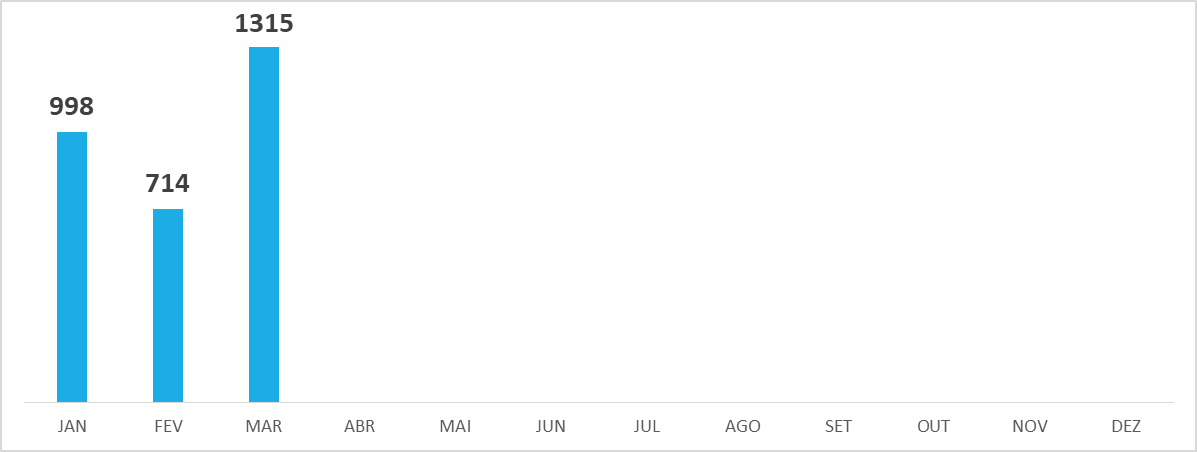 1315
998
714
JAN FEV MAR ABR MAI JUN JUL AGO SET OUT NOV DEZ